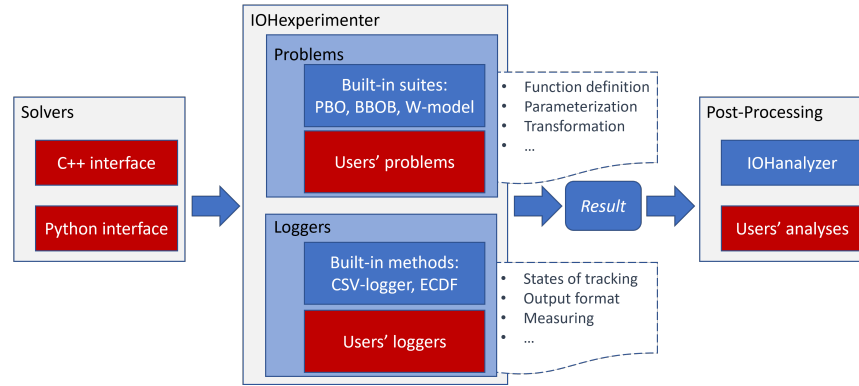 Solvers
C++ interface
Python interface
IOHexperimenter
Problems
Built-in suites:
PBO, BBOB, W-model
Users' problems
• Function definition
• Parameterization
• Transformation
• ...
Loggers
Built-in methods:
CSV-logger, ECDF
Users' loggers
• States of tracking
• Output format
• Measuring
• ...
Result
Post-Processing
IOHanalyzer
Users' analyses